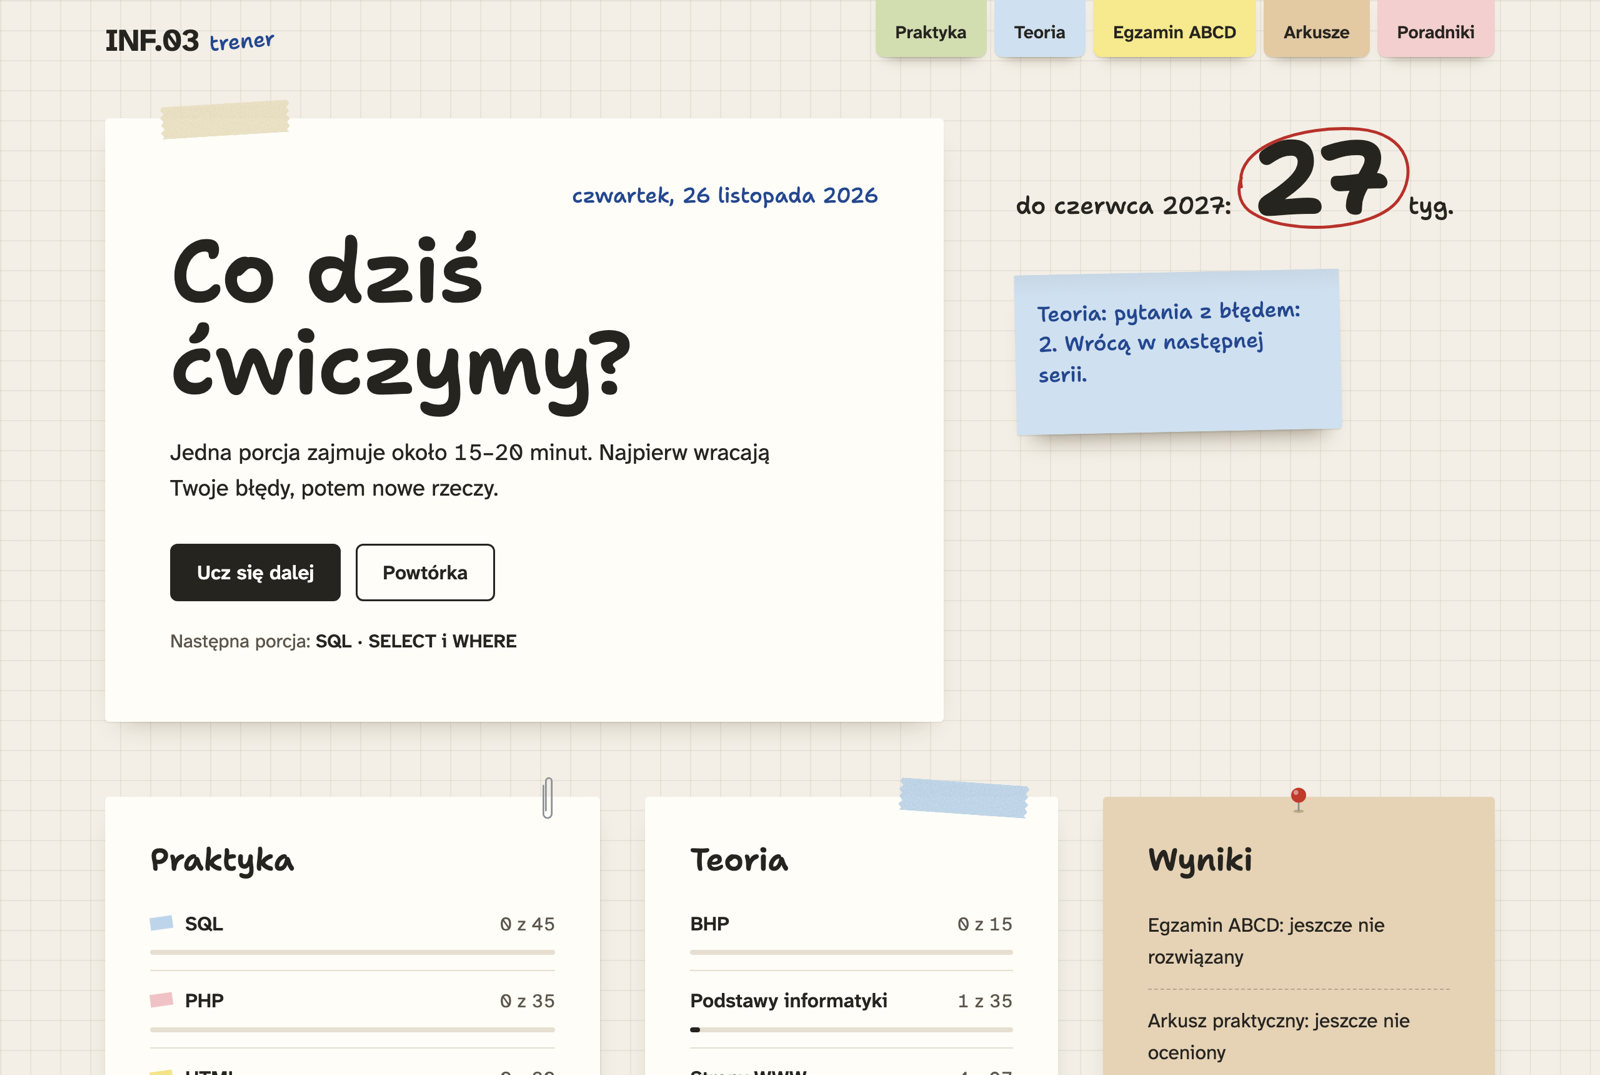 INF.03 trener
Praktyka
Teoria
Egzamin ABCD
Arkusze
Poradniki
czwartek, 26 listopada 2026
Co dziś
ćwiczymy?
Jedna porcja zajmuje około 15–20 minut. Najpierw wracają
Twoje błędy, potem nowe rzeczy.
Ucz się dalej
Powtórka
Następna porcja: SQL · SELECT i WHERE
do czerwca 2027: 27 tyg.
Teoria: pytania z błędem:
2. Wrócą w następnej
serii.
Praktyka
SQL 0 z 45
PHP 0 z 35
Teoria
BHP 0 z 15
Podstawy informatyki 1 z 35
Wyniki
Egzamin ABCD: jeszcze nie
rozwiązany
Arkusz praktyczny: jeszcze nie
oceniony